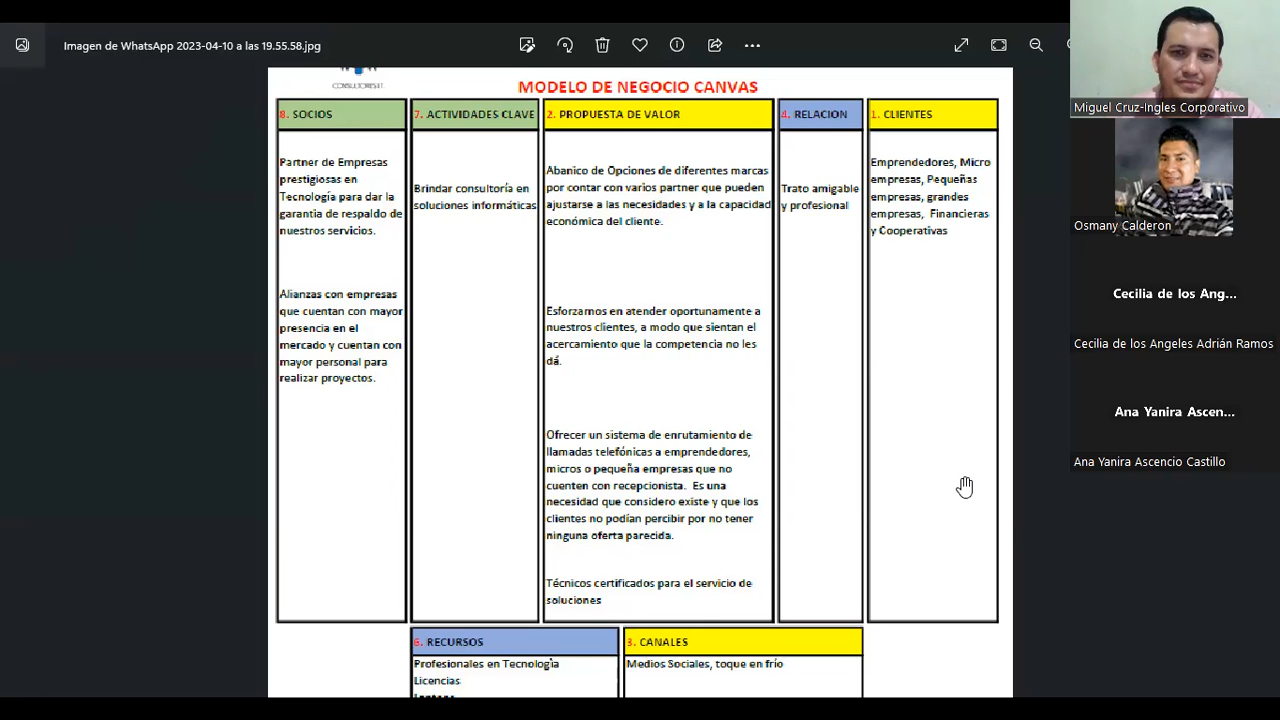 Imagen de WhatsApp 2023-04-10 a las 19.55.58.jpg
CONSULTORES IT
MODELO DE NEGOCIO CANVAS
8. SOCIOS
Partner de Empresas
prestigiosas en
Tecnología para dar la
garantia de respaldo de
nuestros servicios.
Alianzas con empresas
que cuentan con mayor
presencia en el
mercado y cuentan con
mayor personal para
realizar proyectos.
7. ACTIVIDADES CLAVE
Brindar consultoría en
soluciones informáticas
2. PROPUESTA DE VALOR
Abanico de Opciones de diferentes marcas
por contar con varios partner que pueden
ajustarse a las necesidades y a la capacidad
económica del cliente.
Esforzarnos en atender oportunamente a
nuestros clientes, a modo que sientan el
acercamiento que la competencia no les
dá.
Ofrecer un sistema de enrutamiento de
llamadas telefónicas a emprendedores,
micros o pequeña empresas que no
cuenten con recepcionista. Es una
necesidad que considero existe y que los
clientes no podían percibir por no tener
ninguna oferta parecida.
Técnicos certificados para el servicio de
soluciones
4. RELACION
Trato amigable
y profesional
1. CLIENTES
Emprendedores, Micro
empresas, Pequeñas
empresas, grandes
empresas, Financieras
y Cooperativas
6. RECURSOS
Profesionales en Tecnología
Licencias
3. CANALES
Medios Sociales, toque en frío
Miguel Cruz-Ingles Corporativo
Osmany Calderon
Cecilia de los Ang...
Cecilia de los Angeles Adrián Ramos
Ana Yanira Ascen...
Ana Yanira Ascencio Castillo